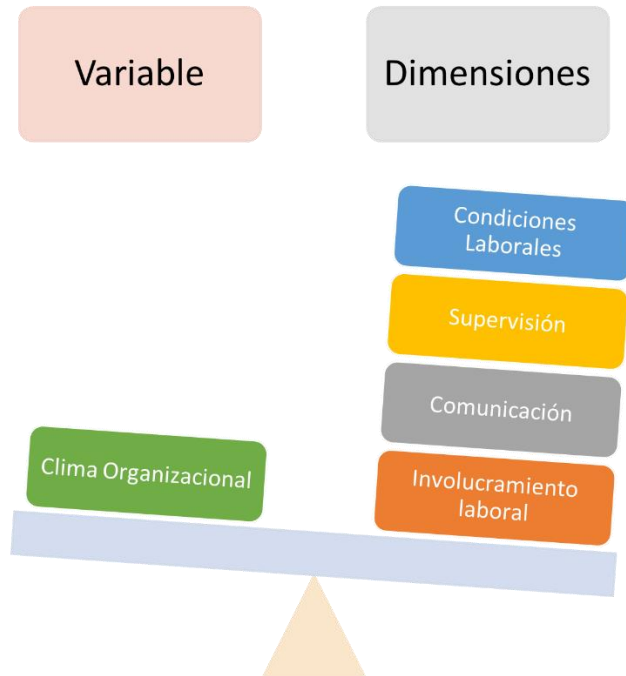 Variable
Dimensiones
Condiciones
Laborales
Supervisión
Comunicación
Clima Organizacional
Involucramiento
laboral